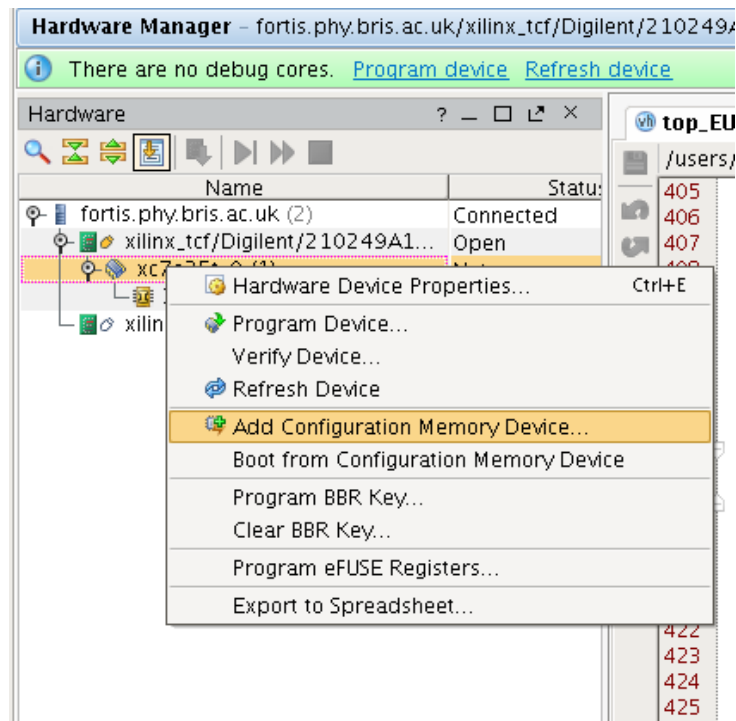 Hardware Manager – fortis.phy.bris.ac.uk/xilinx_tcf/Digilent/210249A
There are no debug cores. Program device Refresh device
Hardware
top_EU
/users/
Name Status
fortis.phy.bris.ac.uk (2) Connected
xilinx_tcf/Digilent/210249A1... Open
xilin
Hardware Device Properties... Ctrl+E
Program Device...
Verify Device...
Refresh Device
Add Configuration Memory Device...
Boot from Configuration Memory Device
Program BBR Key...
Clear BBR Key...
Program eFUSE Registers...
Export to Spreadsheet...
405
406
407
422
423
424
425